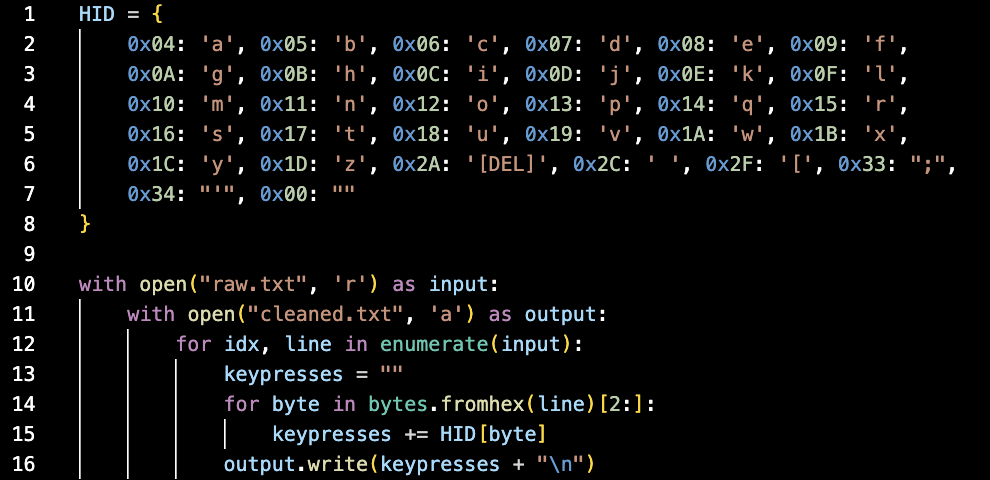 1 HID = {
2 0x04: 'a', 0x05: 'b', 0x06: 'c', 0x07: 'd', 0x08: 'e', 0x09: 'f',
3 0x0A: 'g', 0x0B: 'h', 0x0C: 'i', 0x0D: 'j', 0x0E: 'k', 0x0F: 'l',
4 0x10: 'm', 0x11: 'n', 0x12: 'o', 0x13: 'p', 0x14: 'q', 0x15: 'r',
5 0x16: 's', 0x17: 't', 0x18: 'u', 0x19: 'v', 0x1A: 'w', 0x1B: 'x',
6 0x1C: 'y', 0x1D: 'z', 0x2A: '[DEL]', 0x2C: ' ', 0x2F: '[', 0x33: ";",
7 0x34: "'", 0x00: ""
8 }
9
10 with open("raw.txt", 'r') as input:
11 with open("cleaned.txt", 'a') as output:
12 for idx, line in enumerate(input):
13 keypresses = ""
14 for byte in bytes.fromhex(line)[2:]:
15 keypresses += HID[byte]
16 output.write(keypresses + "\n")